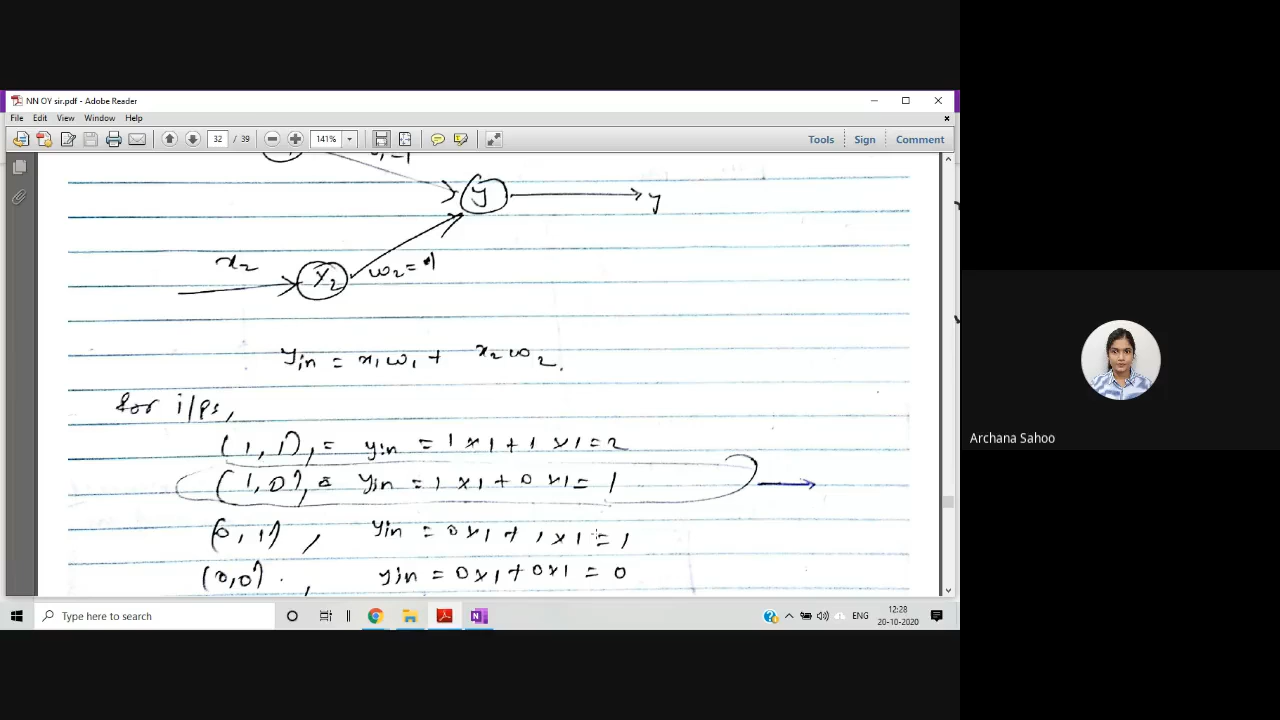 NN OY sir.pdf - Adobe Reader
File Edit View Window Help
32 / 39 141% Tools Sign Comment
y y
x2 X2 w2 = 1
yin = x1w1 + x2w2.
for i/ps,
(1, 1), = yin = 1 x 1 + 1 x 1 = 2
(1, 0), = yin = 1 x 1 + 0 x 1 = 1
(0, 1), yin = 0 x 1 + 1 x 1 = 1
(0,0). , yin = 0 x 1 + 0 x 1 = 0
Archana Sahoo
Type here to search
ENG
12:28
20-10-2020